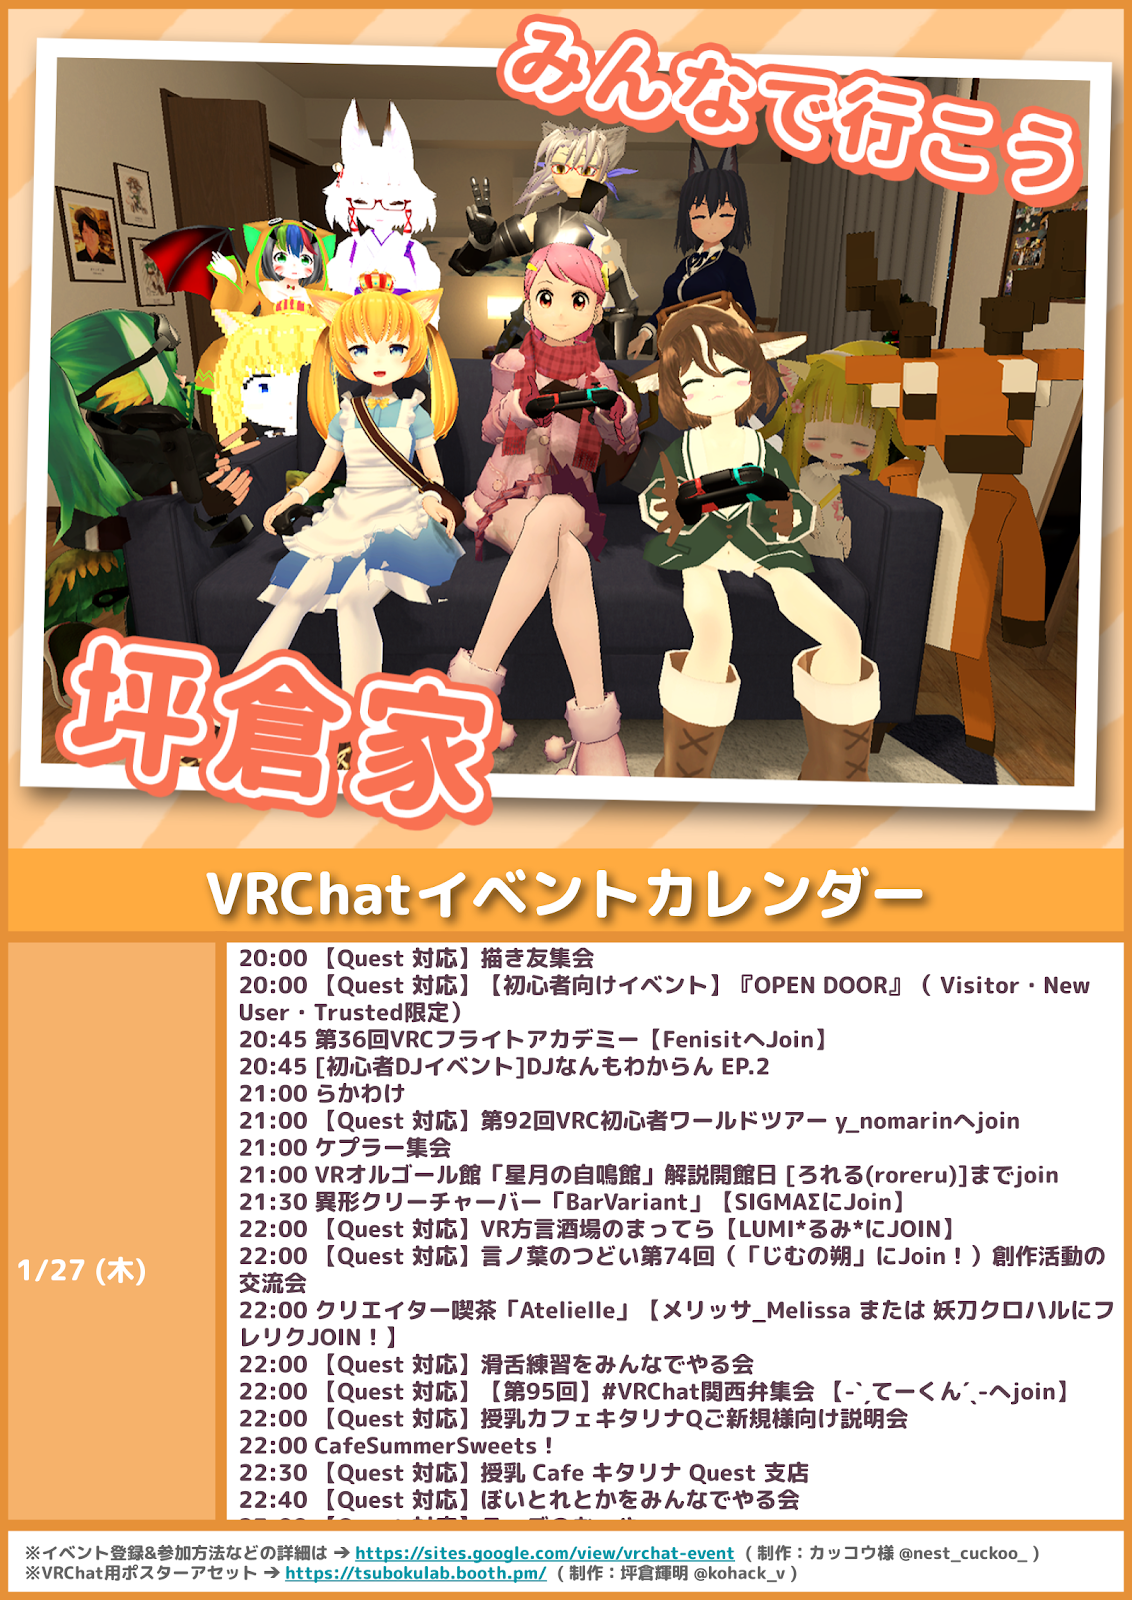 みんなで行こう
坪倉家
VRChatイベントカレンダー
1/27 (木)
20:00 【Quest 対応】描き友集会
20:00 【Quest 対応】【初心者向けイベント】『OPEN DOOR』（ Visitor・New
User・Trusted限定）
20:45 第36回VRCフライトアカデミー【FenisitへJoin】
20:45 [初心者DJイベント]DJなんもわからん EP.2
21:00 らかわけ
21:00 【Quest 対応】第92回VRC初心者ワールドツアー y_nomarinへjoin
21:00 ケプラー集会
21:00 VRオルゴール館「星月の自鳴館」解説開館日 [ろれる(roreru)]までjoin
21:30 異形クリーチャーバー「BarVariant」【SIGMAΣにJoin】
22:00 【Quest 対応】VR方言酒場のまってら【LUMI*るみ*にJOIN】
22:00 【Quest 対応】言ノ葉のつどい第74回（「じむの朔」にJoin！）創作活動の
交流会
22:00 クリエイター喫茶「Atelielle」【メリッサ_Melissa または 妖刀クロハルにフ
レリクJOIN！】
22:00 【Quest 対応】滑舌練習をみんなでやる会
22:00 【Quest 対応】【第95回】#VRChat関西弁集会 【-ˋˏてーくんˊˎ-へjoin】
22:00 【Quest 対応】授乳カフェキタリナQご新規様向け説明会
22:00 CafeSummerSweets！
22:30 【Quest 対応】授乳 Cafe キタリナ Quest 支店
22:40 【Quest 対応】ぼいとれとかをみんなでやる会
※イベント登録&参加方法などの詳細は ➔ https://sites.google.com/view/vrchat-event （ 制作：カッコウ様 @nest_cuckoo_ ）
※VRChat用ポスターアセット ➔ https://tsubokulab.booth.pm/ （ 制作：坪倉輝明 @kohack_v ）